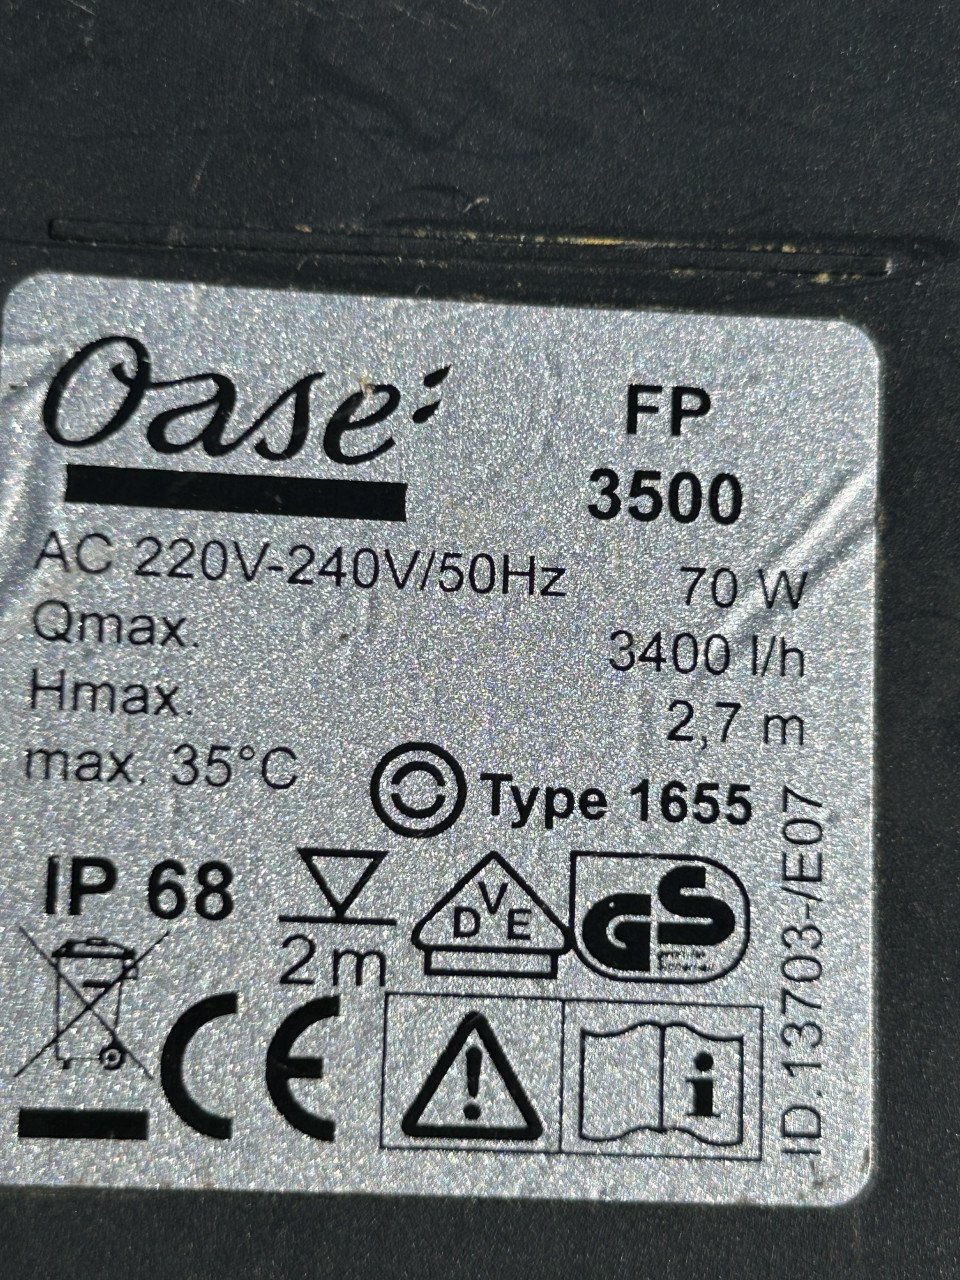 Oase
FP
3500
AC 220V-240V/50Hz 70 W
Qmax. 3400 l/h
Hmax. 2,7 m
max. 35°C
Type 1655
IP 68
2m
DVE
GS
CE
i
ID.13703-/E07